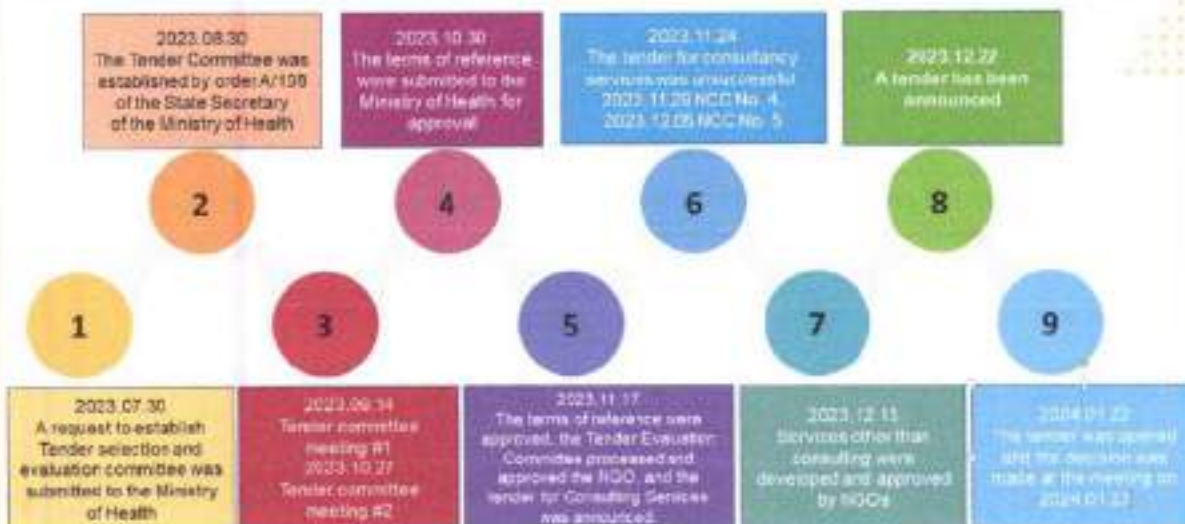 2023.08.30
The Tender Committee was
established by order A/198
of the State Secretary
of the Ministry of Health
2023.10.30
The terms of reference
were submitted to the
Ministry of Health for
approval
2023.11.24
The tender for consultancy
services was unsuccessful
2023.11.29 NCC No. 4,
2023.12.05 NCC No. 5
2023.12.22
A tender has been
announced
2
4
6
8
1
3
5
7
9
2023.07.30
A request to establish
Tender selection and
evaluation committee was
submitted to the Ministry
of Health
2023.09.14
Tender committee
meeting #1
2023.10.27
Tender committee
meeting #2
2023.11.17
The terms of reference were
approved, the Tender Evaluation
Committee processed and
approved the NGO, and the
tender for Consulting Services
was announced.
2023.12.13
Services other than
consulting were
developed and approved
by NGOs
2024.01.22
The tender was opened
and the decision was
made at the meeting on
2024.01.23